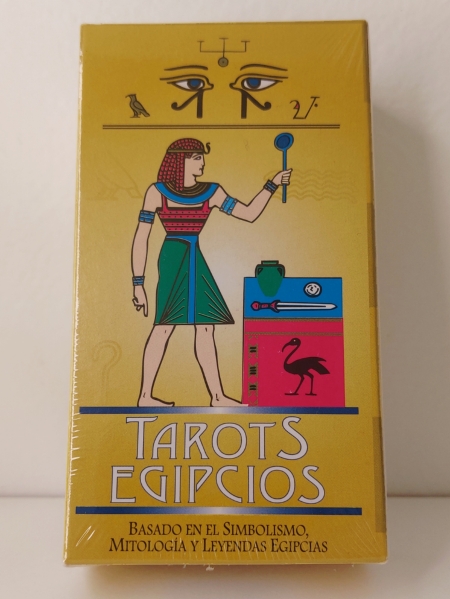 TAROTS
EGIPCIOS
BASADO EN EL SIMBOLISMO,
MITOLOGÍA Y LEYENDAS EGIPCIAS